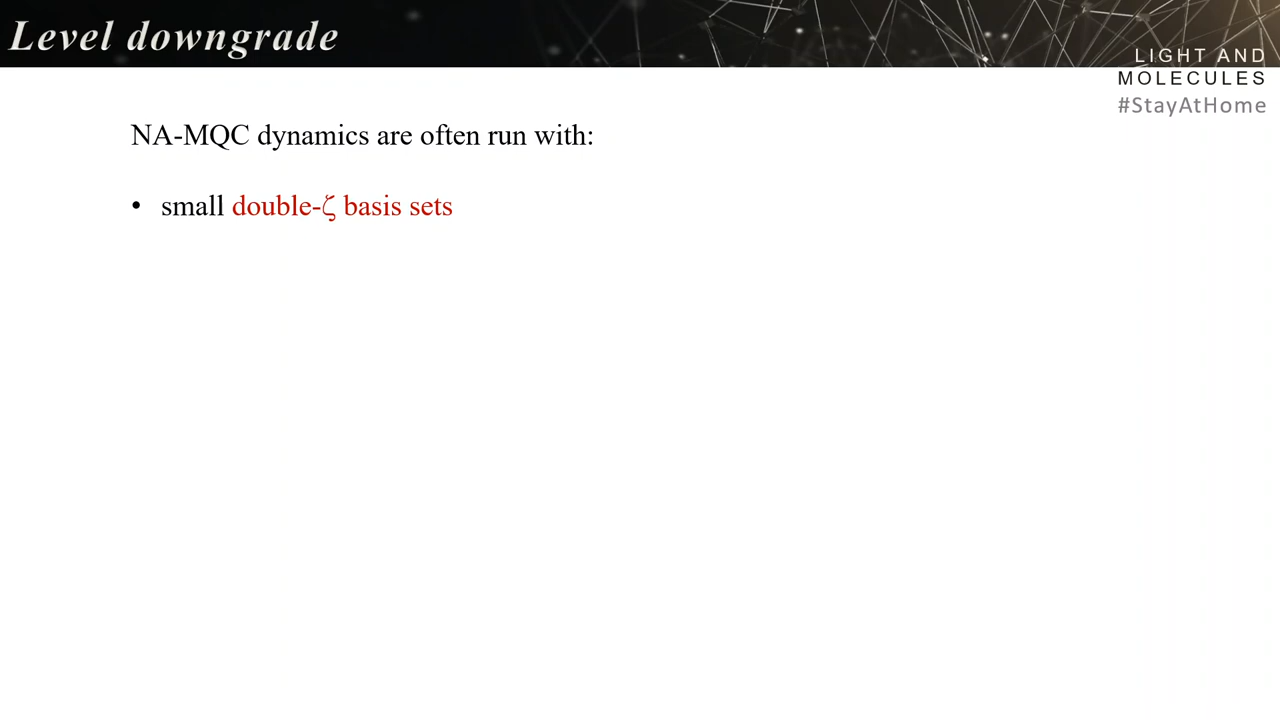 Level downgrade
LIGHT AND
MOLECULES
#StayAtHome
NA-MQC dynamics are often run with:
• small double-ζ basis sets